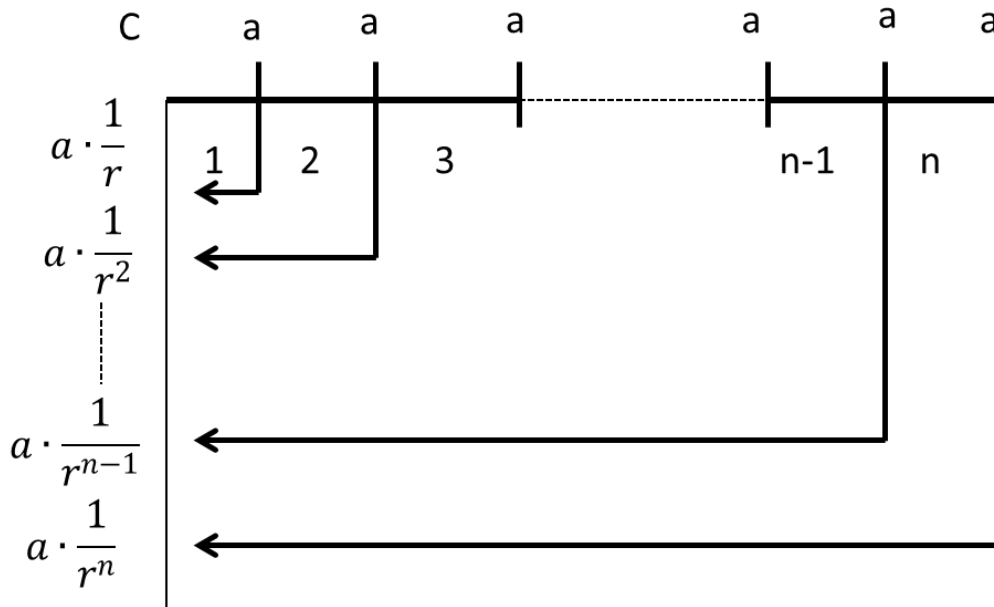 C a a a a a a
1 2 3 n-1 n
a · 1/r
a · 1/r²
a · 1/rⁿ⁻¹
a · 1/rⁿ